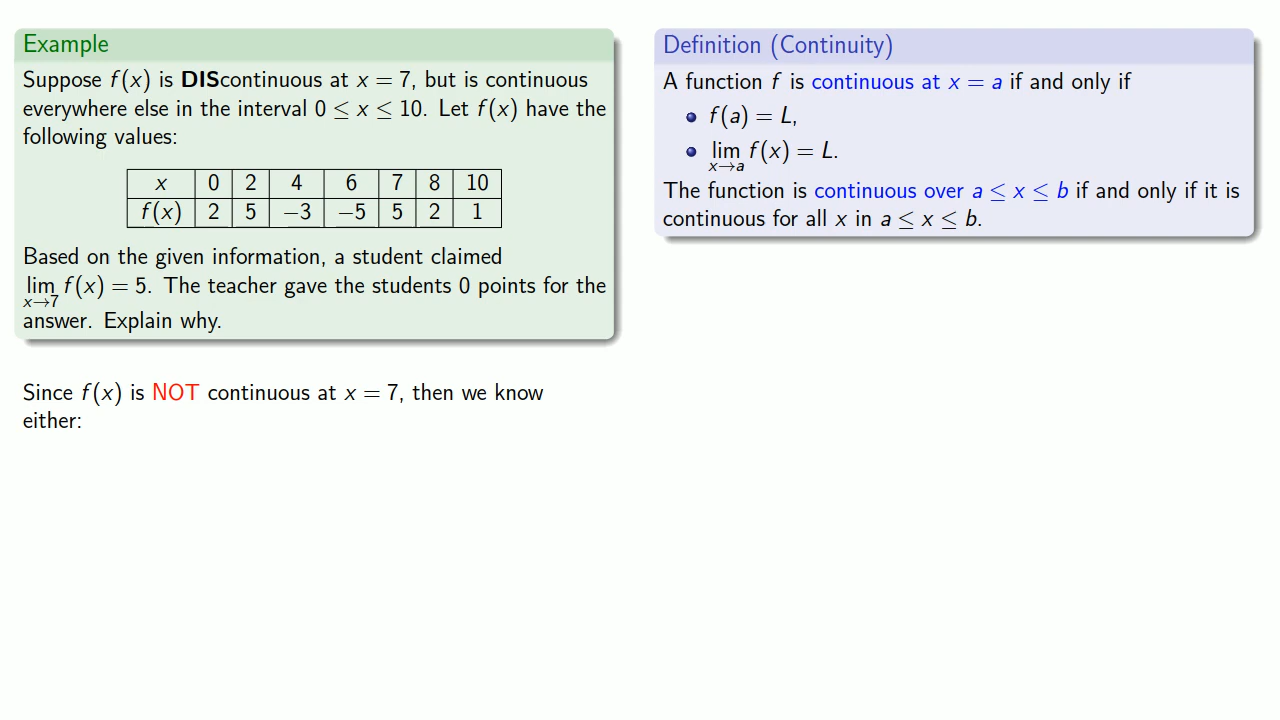 Example
Suppose f(x) is DIScontinuous at x = 7, but is continuous
everywhere else in the interval 0 ≤ x ≤ 10. Let f(x) have the
following values:
x 0 2 4 6 7 8 10
f(x) 2 5 −3 −5 5 2 1
Based on the given information, a student claimed
lim f(x) = 5. The teacher gave the students 0 points for the
x→7
answer. Explain why.
Since f(x) is NOT continuous at x = 7, then we know
either:
Definition (Continuity)
A function f is continuous at x = a if and only if
• f(a) = L,
• lim f(x) = L.
x→a
The function is continuous over a ≤ x ≤ b if and only if it is
continuous for all x in a ≤ x ≤ b.